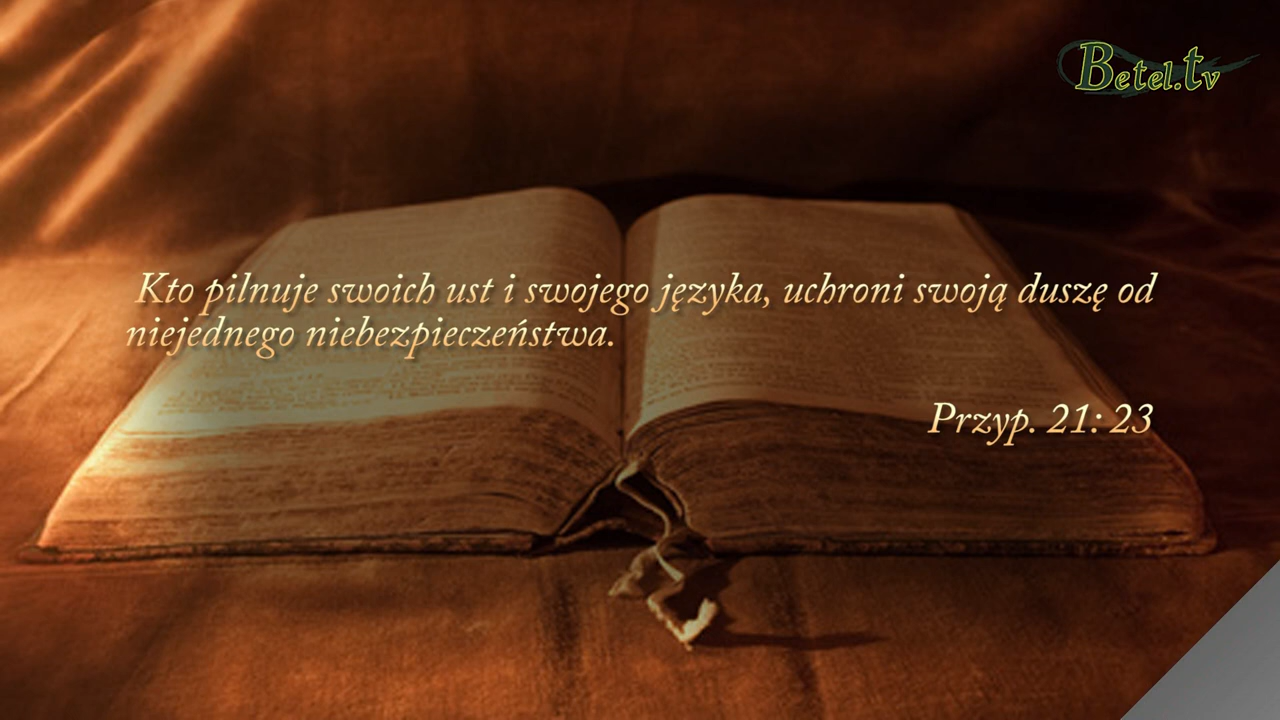 Betel.tv
Kto pilnuje swoich ust i swojego języka, uchroni swoją duszę od
niejednego niebezpieczeństwa.
Przyp. 21: 23